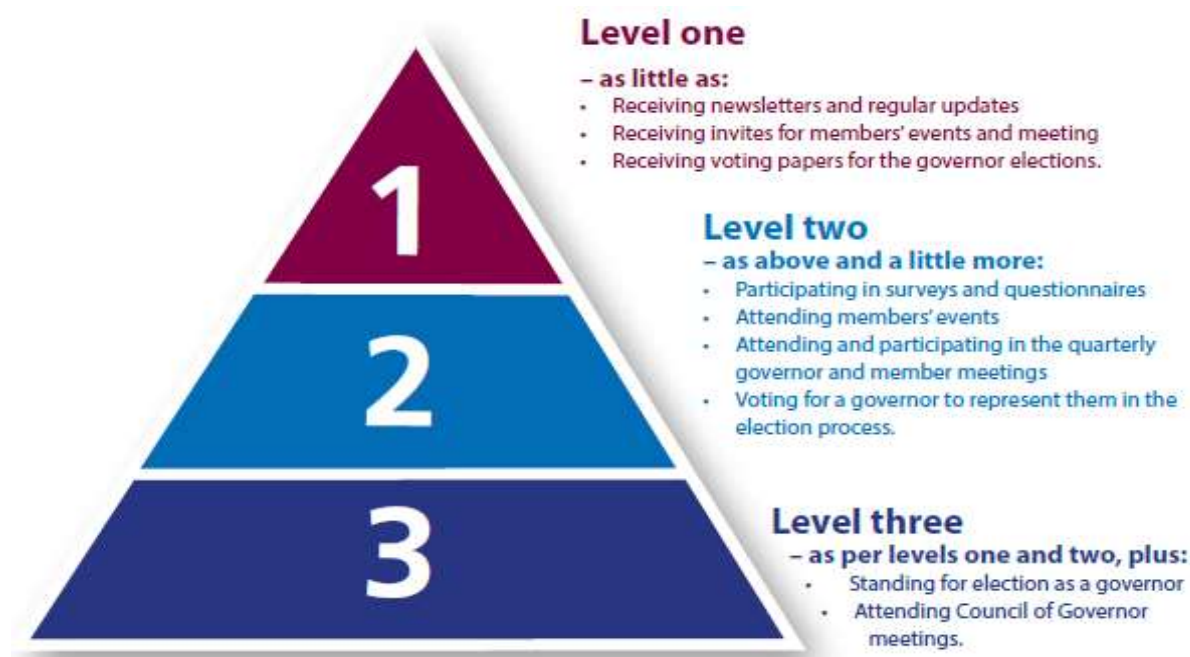 Level one
– as little as:
• Receiving newsletters and regular updates
• Receiving invites for members' events and meeting
• Receiving voting papers for the governor elections.
1
Level two
– as above and a little more:
• Participating in surveys and questionnaires
• Attending members' events
• Attending and participating in the quarterly
governor and member meetings
• Voting for a governor to represent them in the
election process.
2
Level three
– as per levels one and two, plus:
• Standing for election as a governor
• Attending Council of Governor
meetings.
3